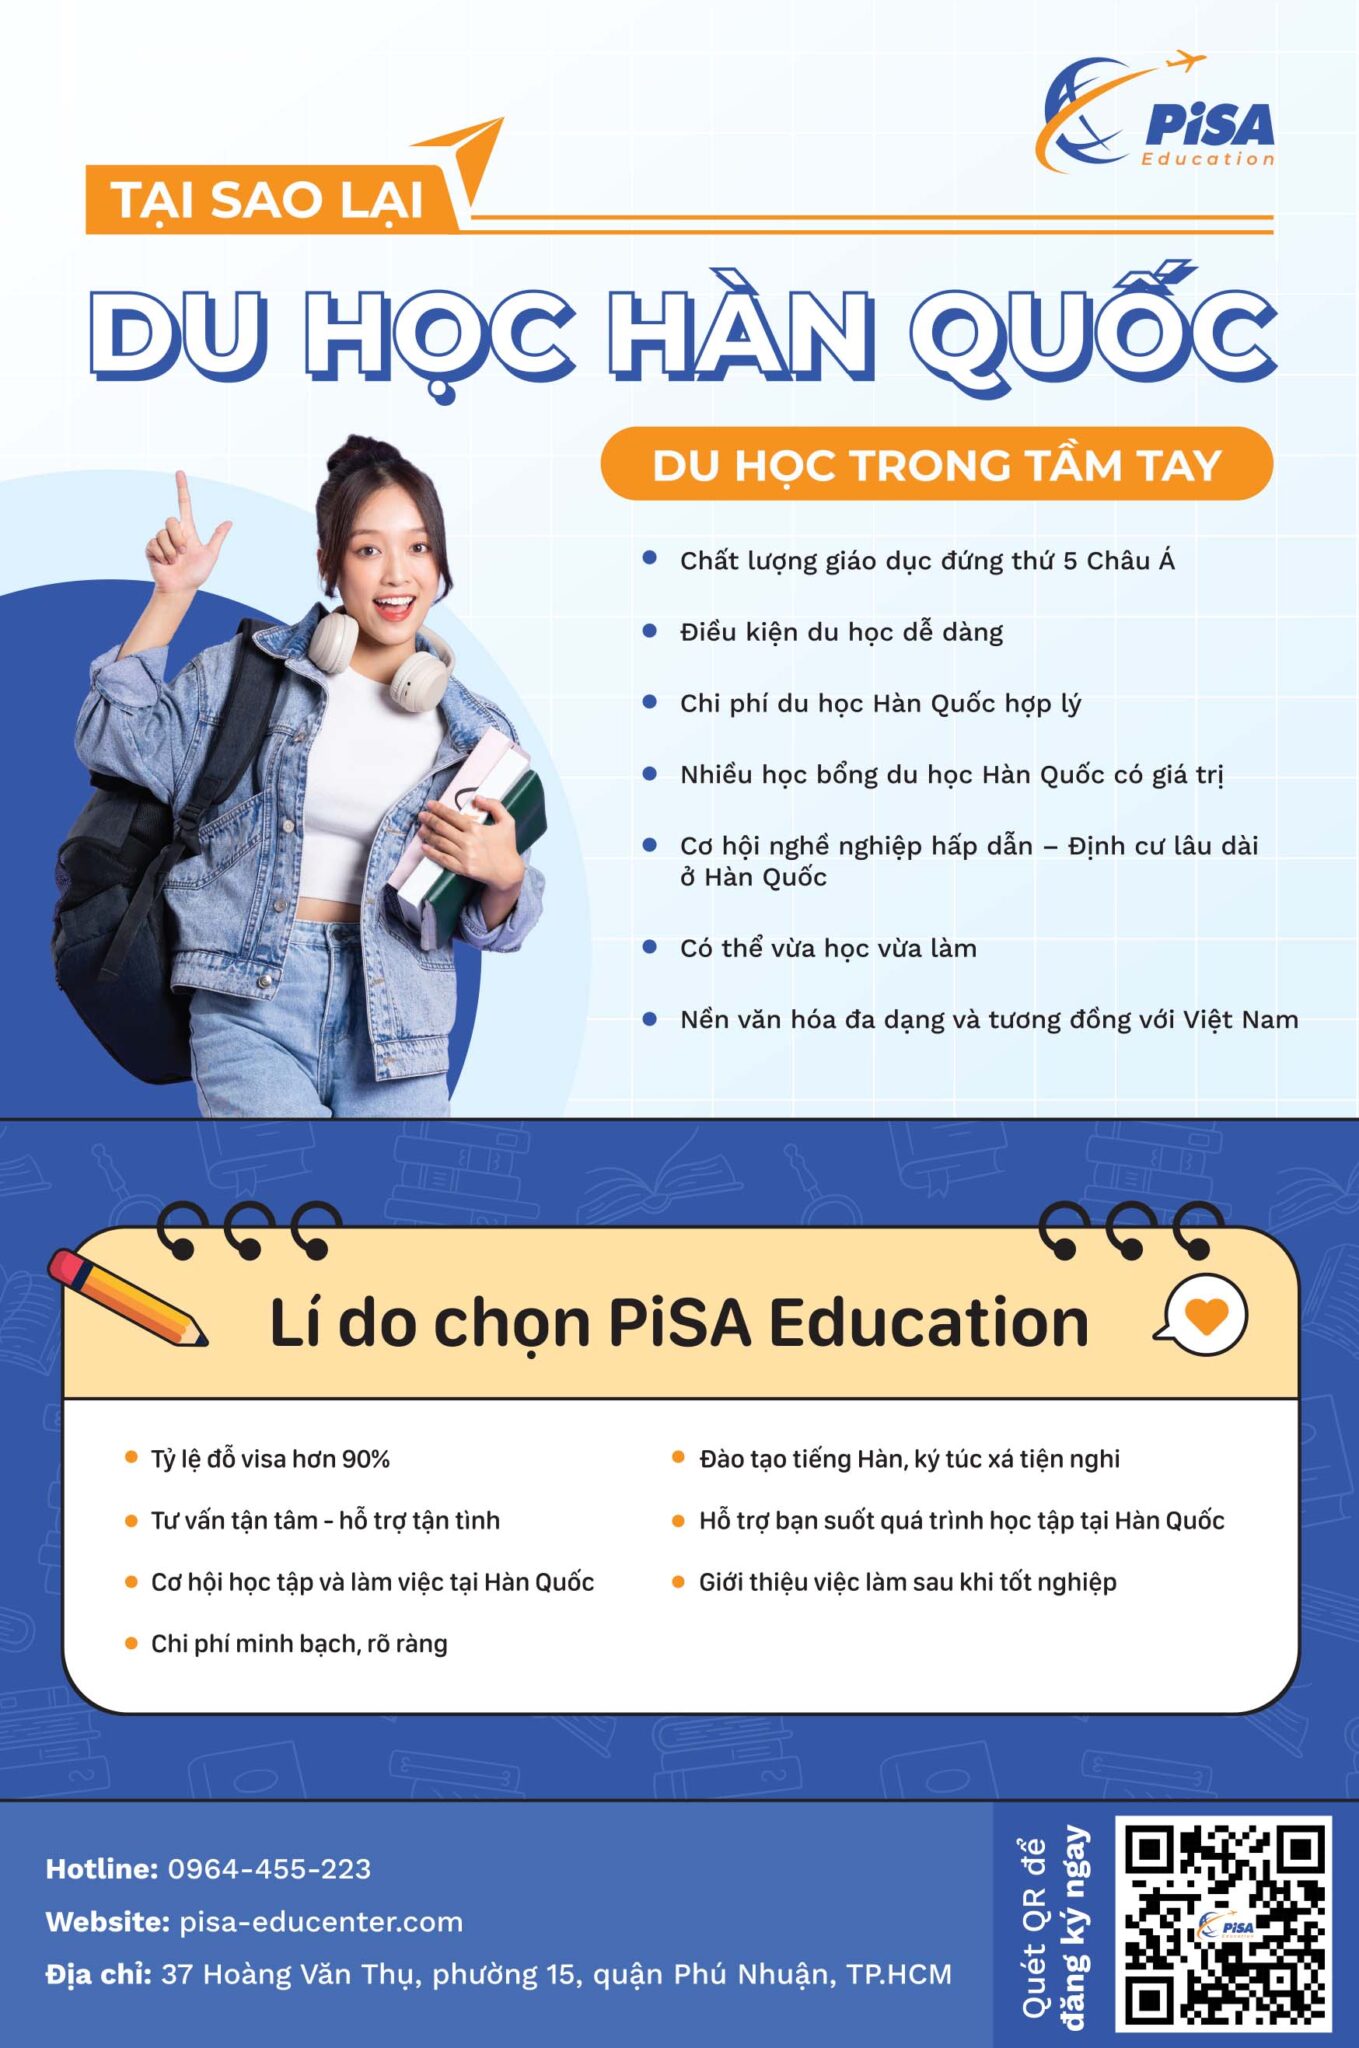 PiSA
Education
TẠI SAO LẠI
DU HỌC HÀN QUỐC
DU HỌC TRONG TẦM TAY
Chất lượng giáo dục đứng thứ 5 Châu Á
Điều kiện du học dễ dàng
Chi phí du học Hàn Quốc hợp lý
Nhiều học bổng du học Hàn Quốc có giá trị
Cơ hội nghề nghiệp hấp dẫn – Định cư lâu dài
ở Hàn Quốc
Có thể vừa học vừa làm
Nền văn hóa đa dạng và tương đồng với Việt Nam
Lí do chọn PiSA Education
Tỷ lệ đỗ visa hơn 90%
Tư vấn tận tâm - hỗ trợ tận tình
Cơ hội học tập và làm việc tại Hàn Quốc
Chi phí minh bạch, rõ ràng
Đào tạo tiếng Hàn, ký túc xá tiện nghi
Hỗ trợ bạn suốt quá trình học tập tại Hàn Quốc
Giới thiệu việc làm sau khi tốt nghiệp
Hotline: 0964-455-223
Website: pisa-educenter.com
Địa chỉ: 37 Hoàng Văn Thụ, phường 15, quận Phú Nhuận, TP.HCM
Quét QR để
đăng ký ngay
PiSA
Education